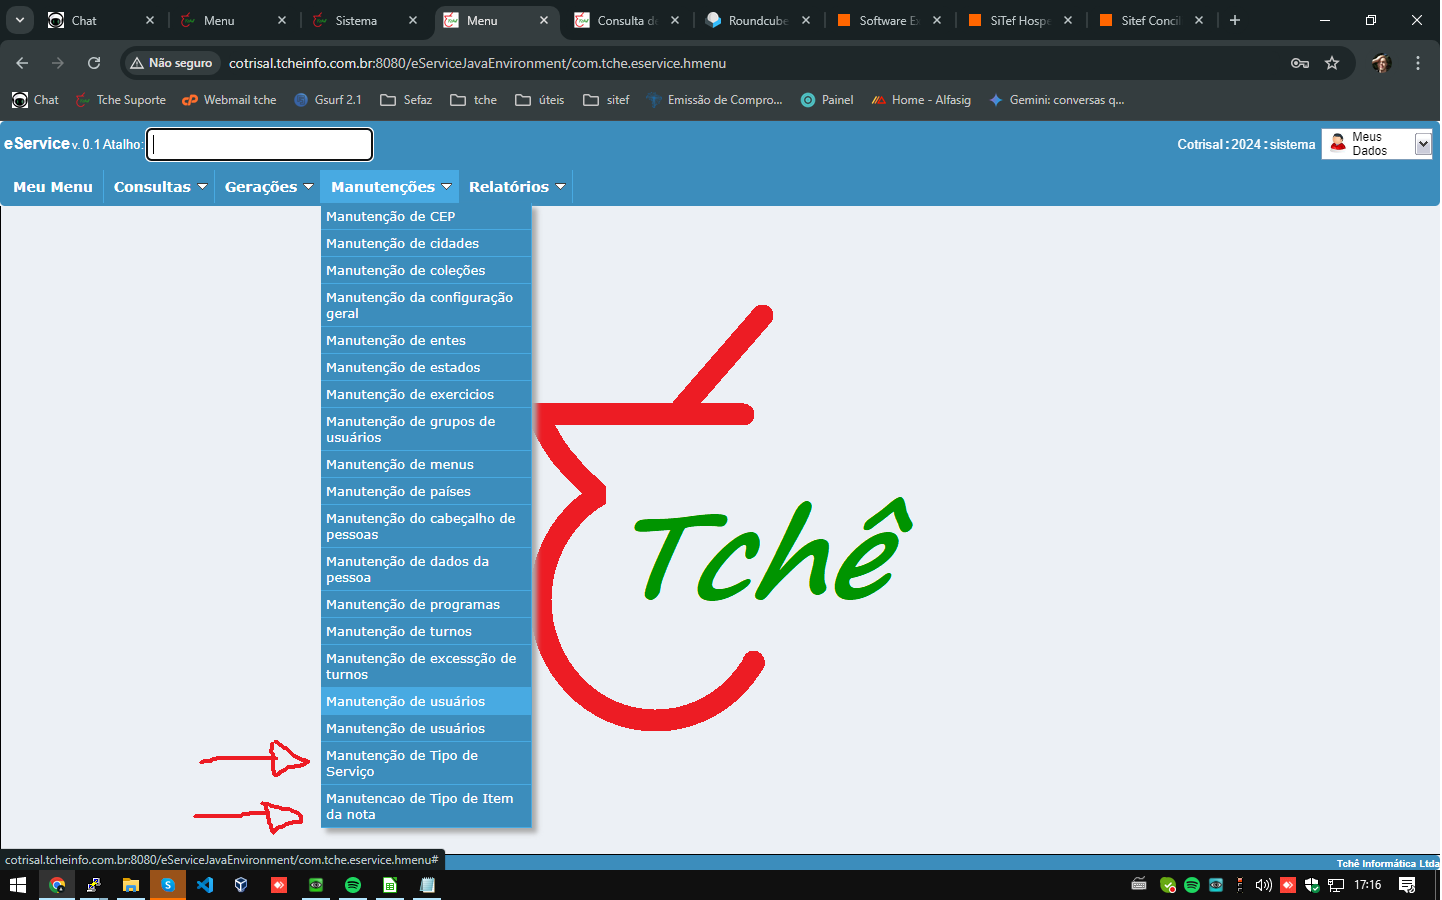 Chat
Menu
Sistema
Menu
Consulta de
Roundcube
Software Ex
SiTef Hospe
Sitef Concil
Não seguro
cotrisal.tcheinfo.com.br:8080/eServiceJavaEnvironment/com.tche.eservice.hmenu
Chat
Tche Suporte
Webmail tche
Gsurf 2.1
Sefaz
tche
úteis
sitef
Emissão de Compro...
Painel
Home - Alfasig
Gemini: conversas q...
eService v. 0.1 Atalho:
Cotrisal : 2024 : sistema
Meus
Dados
Meu Menu
Consultas
Gerações
Manutenções
Relatórios
Manutenção de CEP
Manutenção de cidades
Manutenção de coleções
Manutenção da configuração
geral
Manutenção de entes
Manutenção de estados
Manutenção de exercicios
Manutenção de grupos de
usuários
Manutenção de menus
Manutenção de países
Manutenção do cabeçalho de
pessoas
Manutenção de dados da
pessoa
Manutenção de programas
Manutenção de turnos
Manutenção de excessção de
turnos
Manutenção de usuários
Manutenção de usuários
Manutenção de Tipo de
Serviço
Manutencao de Tipo de Item
da nota
Tchê
cotrisal.tcheinfo.com.br:8080/eServiceJavaEnvironment/com.tche.eservice.hmenu#
Tchê Informática Ltda
17:16